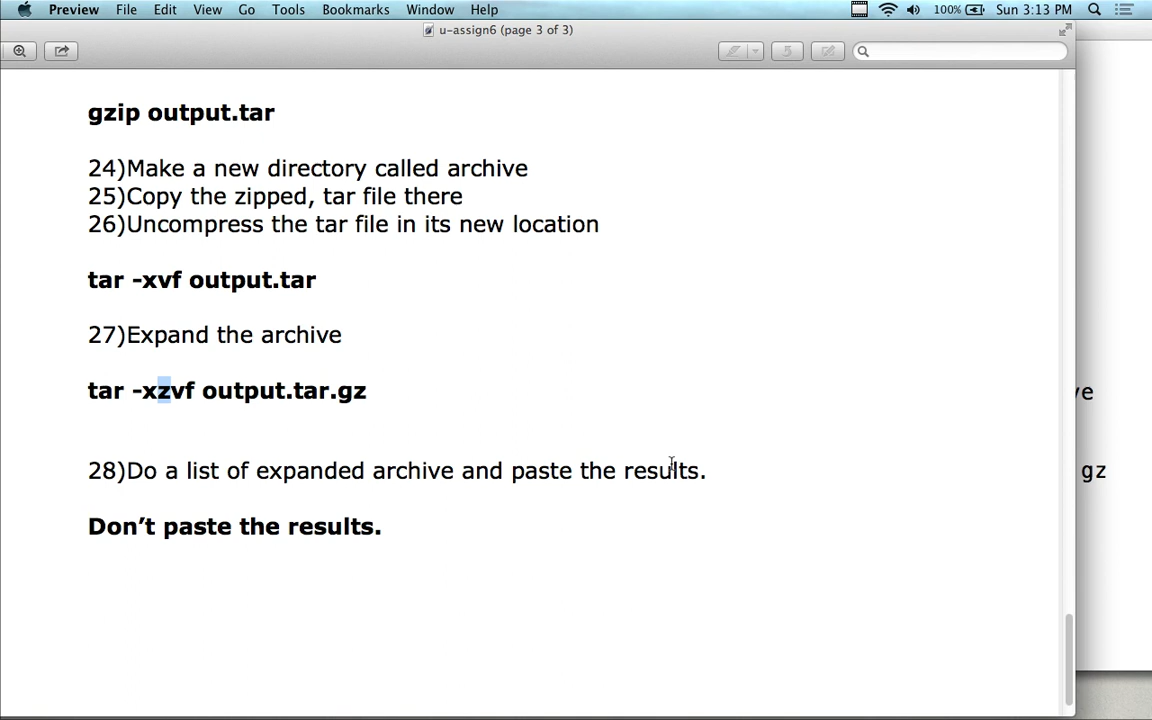 Preview File Edit View Go Tools Bookmarks Window Help 100% Sun 3:13 PM
u-assign6 (page 3 of 3)
gzip output.tar
24)Make a new directory called archive
25)Copy the zipped, tar file there
26)Uncompress the tar file in its new location
tar -xvf output.tar
27)Expand the archive
tar -xzvf output.tar.gz
ve
28)Do a list of expanded archive and paste the results.
gz
Don’t paste the results.